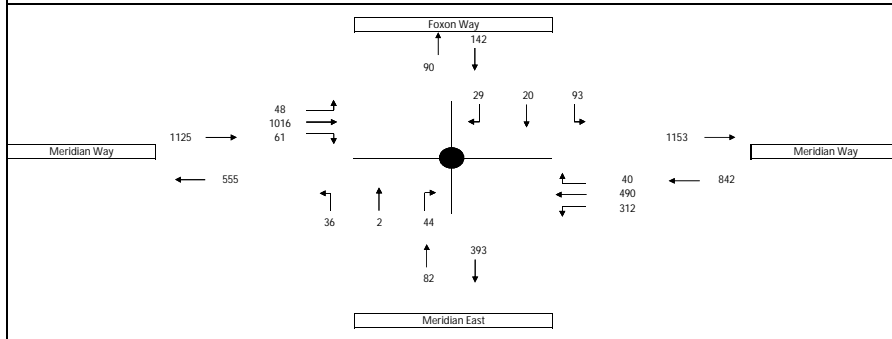 Foxon Way
142
90
29 20 93
48
1016
61
1125
1153
Meridian Way
Meridian Way
555
40
490
312
842
36 2 44
393
82
Meridian East